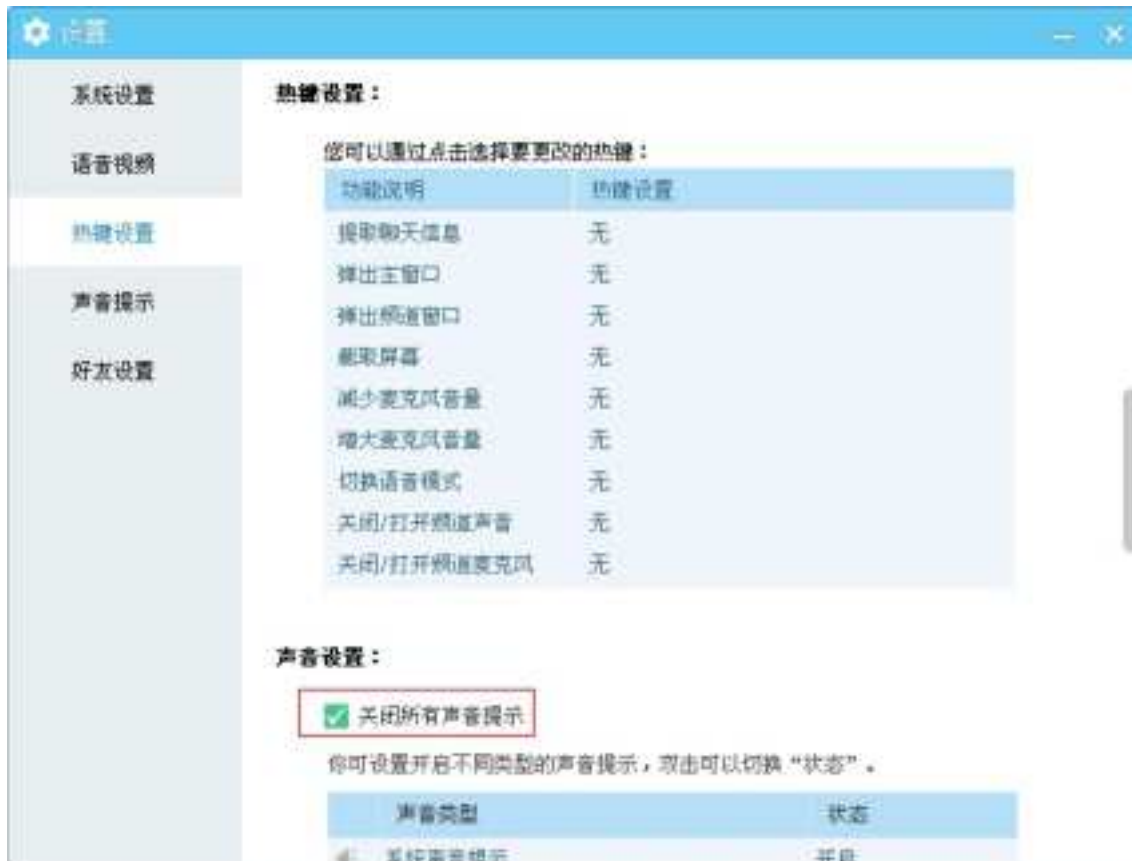 设置
系统设置
语音视频
热键设置
声音提示
好友设置
热键设置：
您可以通过点击选择要更改的热键：
功能说明 热键设置
提取聊天信息 无
弹出主窗口 无
弹出频道窗口 无
截取屏幕 无
减少麦克风音量 无
增大麦克风音量 无
切换语音模式 无
关闭/打开频道声音 无
关闭/打开频道麦克风 无
声音设置：
关闭所有声音提示
你可设置开启不同类型的声音提示，双击可以切换“状态”。
声音类型 状态
系统声音提示 开启